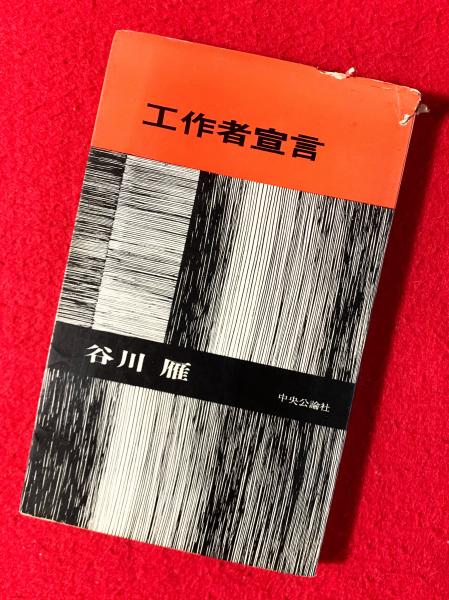 工作者宣言
谷川 雁
中央公論社